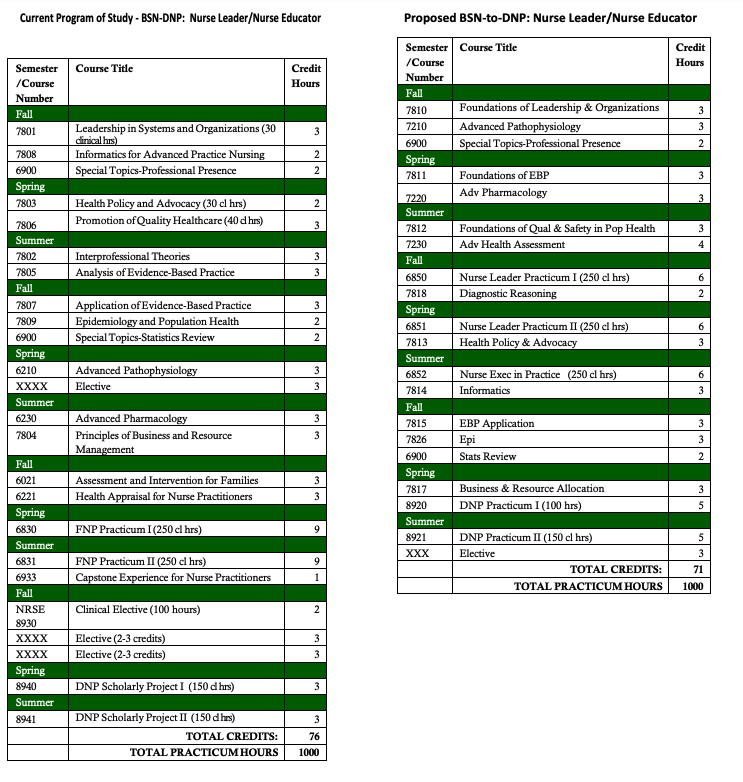 Current Program of Study - BSN-DNP: Nurse Leader/Nurse Educator
Semester /Course Number Course Title Credit Hours
Fall
7801 Leadership in Systems and Organizations (30 clinical hrs) 3
7808 Informatics for Advanced Practice Nursing 2
6900 Special Topics-Professional Presence 2
Spring
7803 Health Policy and Advocacy (30 cl hrs) 2
7806 Promotion of Quality Healthcare (40 cl hrs) 3
Summer
7802 Interprofessional Theories 3
7805 Analysis of Evidence-Based Practice 3
Fall
7807 Application of Evidence-Based Practice 3
7809 Epidemiology and Population Health 2
6900 Special Topics-Statistics Review 2
Spring
6210 Advanced Pathophysiology 3
XXXX Elective 3
Summer
6230 Advanced Pharmacology 3
7804 Principles of Business and Resource Management 3
Fall
6021 Assessment and Intervention for Families 3
6221 Health Appraisal for Nurse Practitioners 3
Spring
6830 FNP Practicum I (250 cl hrs) 9
Summer
6831 FNP Practicum II (250 cl hrs) 9
6933 Capstone Experience for Nurse Practitioners 1
Fall
NRSE 8930 Clinical Elective (100 hours) 2
XXXX Elective (2-3 credits) 3
XXXX Elective (2-3 credits) 3
Spring
8940 DNP Scholarly Project I (150 cl hrs) 3
Summer
8941 DNP Scholarly Project II (150 cl hrs) 3
TOTAL CREDITS: 76
TOTAL PRACTICUM HOURS 1000
Proposed BSN-to-DNP: Nurse Leader/Nurse Educator
Semester /Course Number Course Title Credit Hours
Fall
7810 Foundations of Leadership & Organizations 3
7210 Advanced Pathophysiology 3
6900 Special Topics-Professional Presence 2
Spring
7811 Foundations of EBP 3
7220 Adv Pharmacology 3
Summer
7812 Foundations of Qual & Safety in Pop Health 3
7230 Adv Health Assessment 4
Fall
6850 Nurse Leader Practicum I (250 cl hrs) 6
7818 Diagnostic Reasoning 2
Spring
6851 Nurse Leader Practicum II (250 cl hrs) 6
7813 Health Policy & Advocacy 3
Summer
6852 Nurse Exec in Practice (250 cl hrs) 6
7814 Informatics 3
Fall
7815 EBP Application 3
7826 Epi 3
6900 Stats Review 2
Spring
7817 Business & Resource Allocation 3
8920 DNP Practicum I (100 hrs) 5
Summer
8921 DNP Practicum II (150 cl hrs) 5
XXX Elective 3
TOTAL CREDITS: 71
TOTAL PRACTICUM HOURS 1000